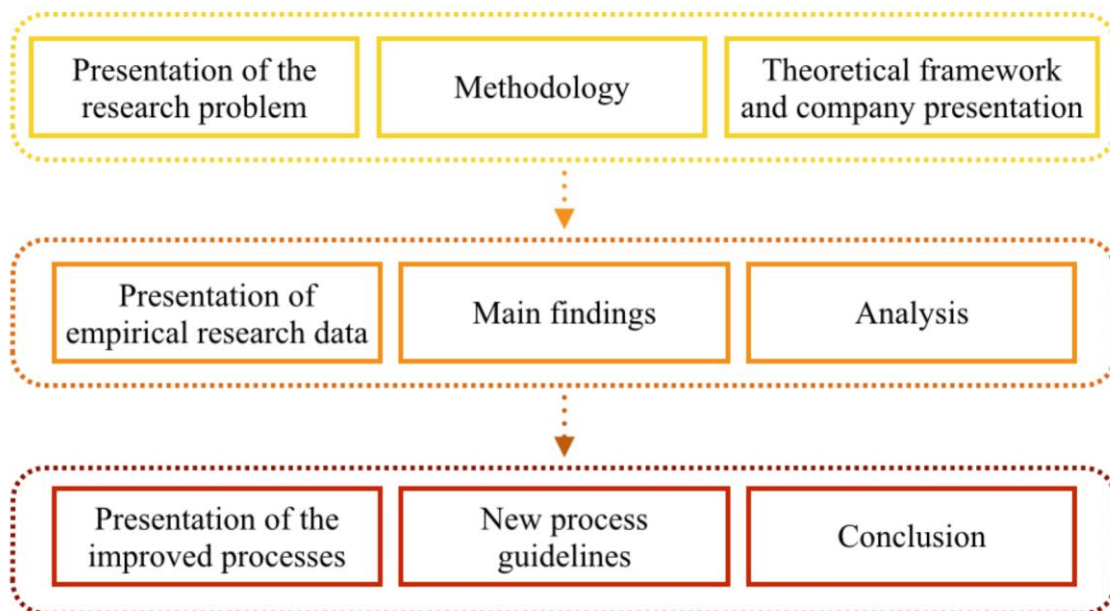 Presentation of the
research problem
Methodology
Theoretical framework
and company presentation
Presentation of
empirical research data
Main findings
Analysis
Presentation of the
improved processes
New process
guidelines
Conclusion